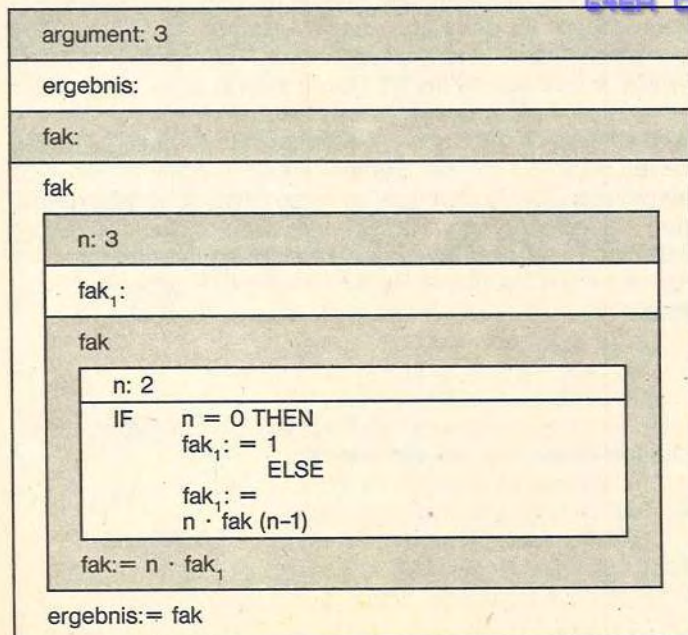 argument: 3
ergebnis:
fak:
fak
n: 3
fak₁:
fak
n: 2
IF n = 0 THEN
fak₁: = 1
ELSE
fak₁: =
n · fak (n–1)
fak:= n · fak₁
ergebnis:= fak